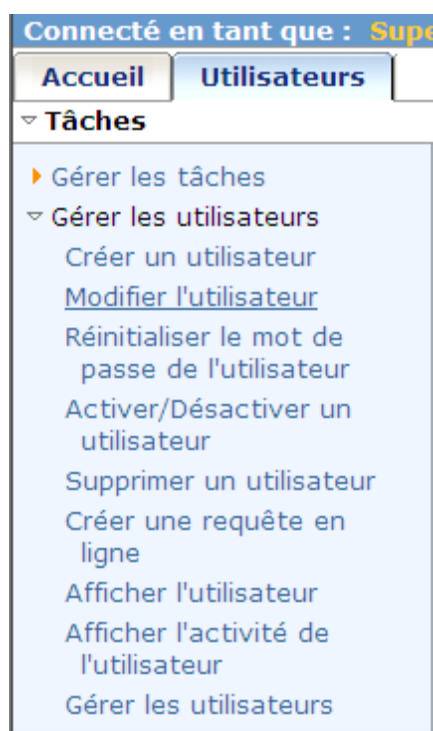 Connecté en tant que :
Accueil Utilisateurs
Tâches
Gérer les tâches
Gérer les utilisateurs
Créer un utilisateur
Modifier l'utilisateur
Réinitialiser le mot de
passe de l'utilisateur
Activer/Désactiver un
utilisateur
Supprimer un utilisateur
Créer une requête en
ligne
Afficher l'utilisateur
Afficher l'activité de
l'utilisateur
Gérer les utilisateurs